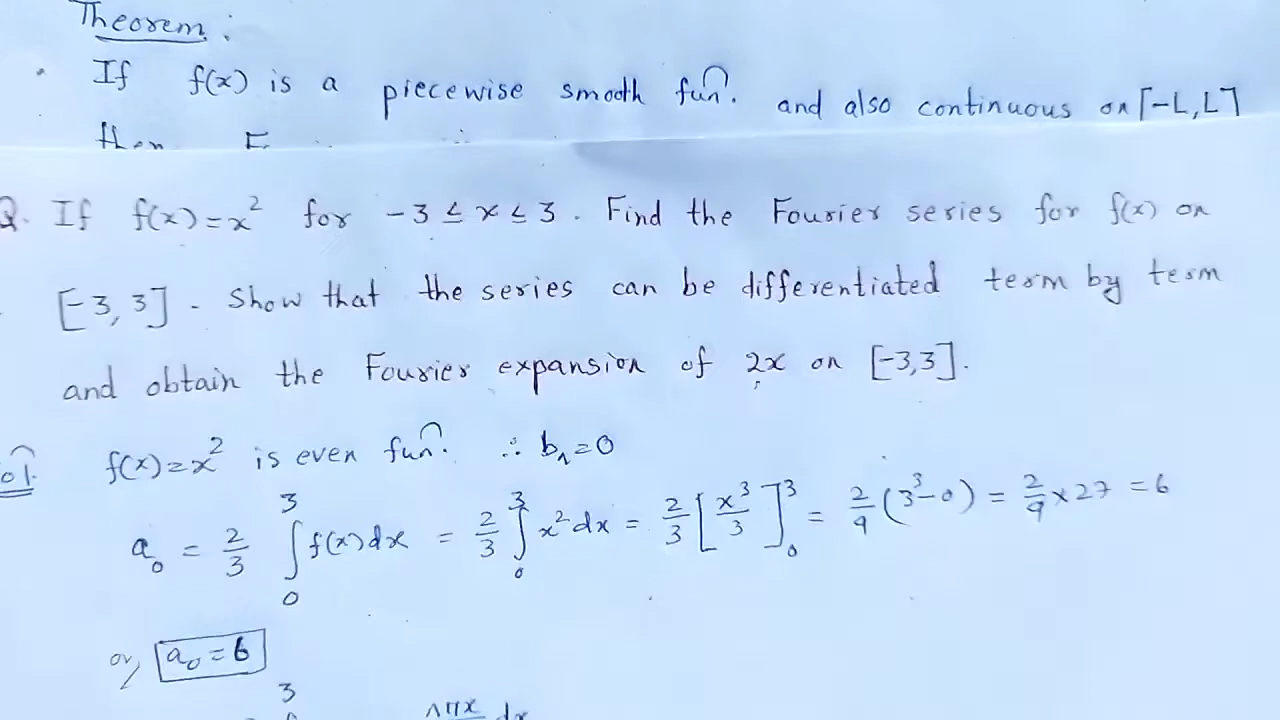 Theorem.
• If f(x) is a piecewise smooth fun̑. and also continuous on [-L, L]
then
Q. If f(x) = x² for -3 ≤ x ≤ 3. Find the Fourier series for f(x) on
[-3, 3]. Show that the series can be differentiated term by term
and obtain the Fourier expansion of 2x on [-3,3].
Sol. f(x) = x² is even fun̑. ∴ bₙ = 0
a₀ = 2/3 ∫₀³ f(x)dx = 2/3 ∫₀³ x² dx = 2/3 [x³/3]₀³ = 2/9 (3³ - 0) = 2/9 × 27 = 6
or, a₀ = 6
3 nπx dx